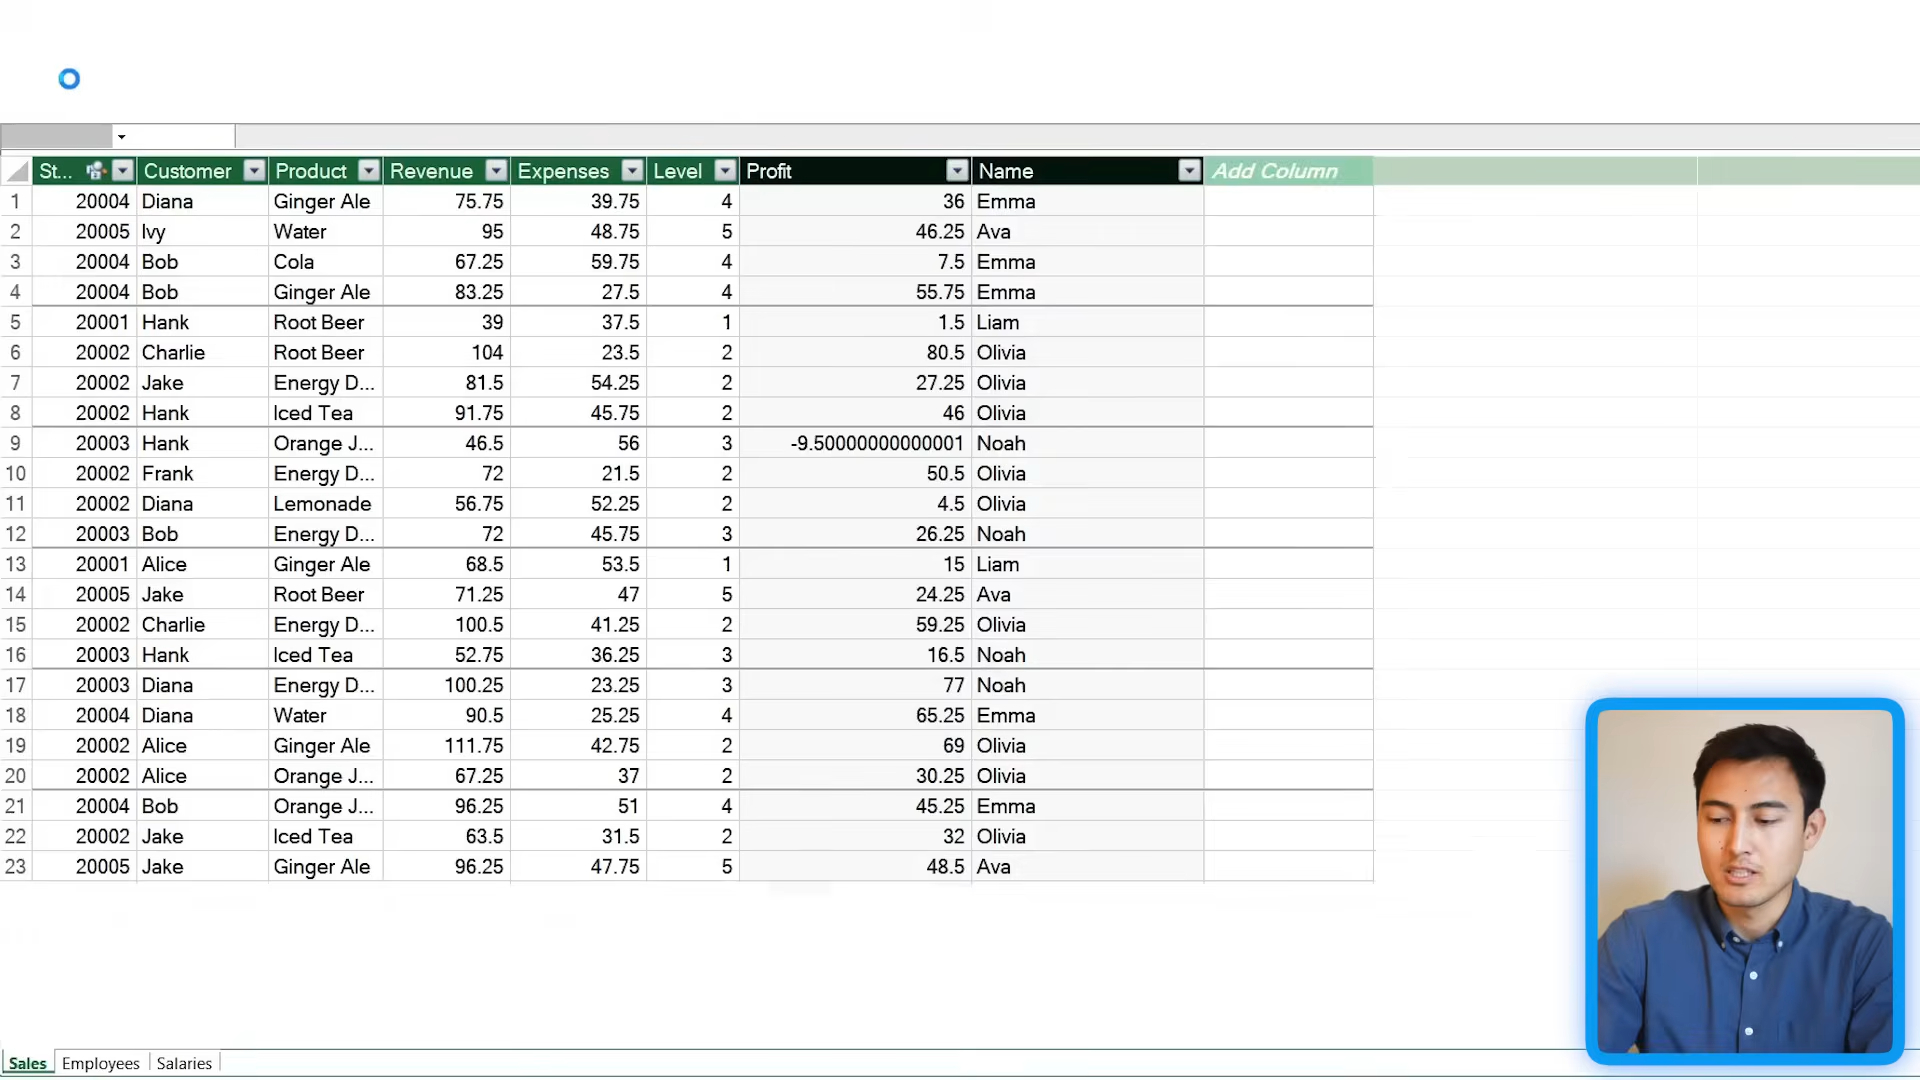 St... Customer Product Revenue Expenses Level Profit Name Add Column
1 20004 Diana Ginger Ale 75.75 39.75 4 36 Emma
2 20005 Ivy Water 95 48.75 5 46.25 Ava
3 20004 Bob Cola 67.25 59.75 4 7.5 Emma
4 20004 Bob Ginger Ale 83.25 27.5 4 55.75 Emma
5 20001 Hank Root Beer 39 37.5 1 1.5 Liam
6 20002 Charlie Root Beer 104 23.5 2 80.5 Olivia
7 20002 Jake Energy D... 81.5 54.25 2 27.25 Olivia
8 20002 Hank Iced Tea 91.75 45.75 2 46 Olivia
9 20003 Hank Orange J... 46.5 56 3 -9.50000000000001 Noah
10 20002 Frank Energy D... 72 21.5 2 50.5 Olivia
11 20002 Diana Lemonade 56.75 52.25 2 4.5 Olivia
12 20003 Bob Energy D... 72 45.75 3 26.25 Noah
13 20001 Alice Ginger Ale 68.5 53.5 1 15 Liam
14 20005 Jake Root Beer 71.25 47 5 24.25 Ava
15 20002 Charlie Energy D... 100.5 41.25 2 59.25 Olivia
16 20003 Hank Iced Tea 52.75 36.25 3 16.5 Noah
17 20003 Diana Energy D... 100.25 23.25 3 77 Noah
18 20004 Diana Water 90.5 25.25 4 65.25 Emma
19 20002 Alice Ginger Ale 111.75 42.75 2 69 Olivia
20 20002 Alice Orange J... 67.25 37 2 30.25 Olivia
21 20004 Bob Orange J... 96.25 51 4 45.25 Emma
22 20002 Jake Iced Tea 63.5 31.5 2 32 Olivia
23 20005 Jake Ginger Ale 96.25 47.75 5 48.5 Ava
Sales Employees Salaries